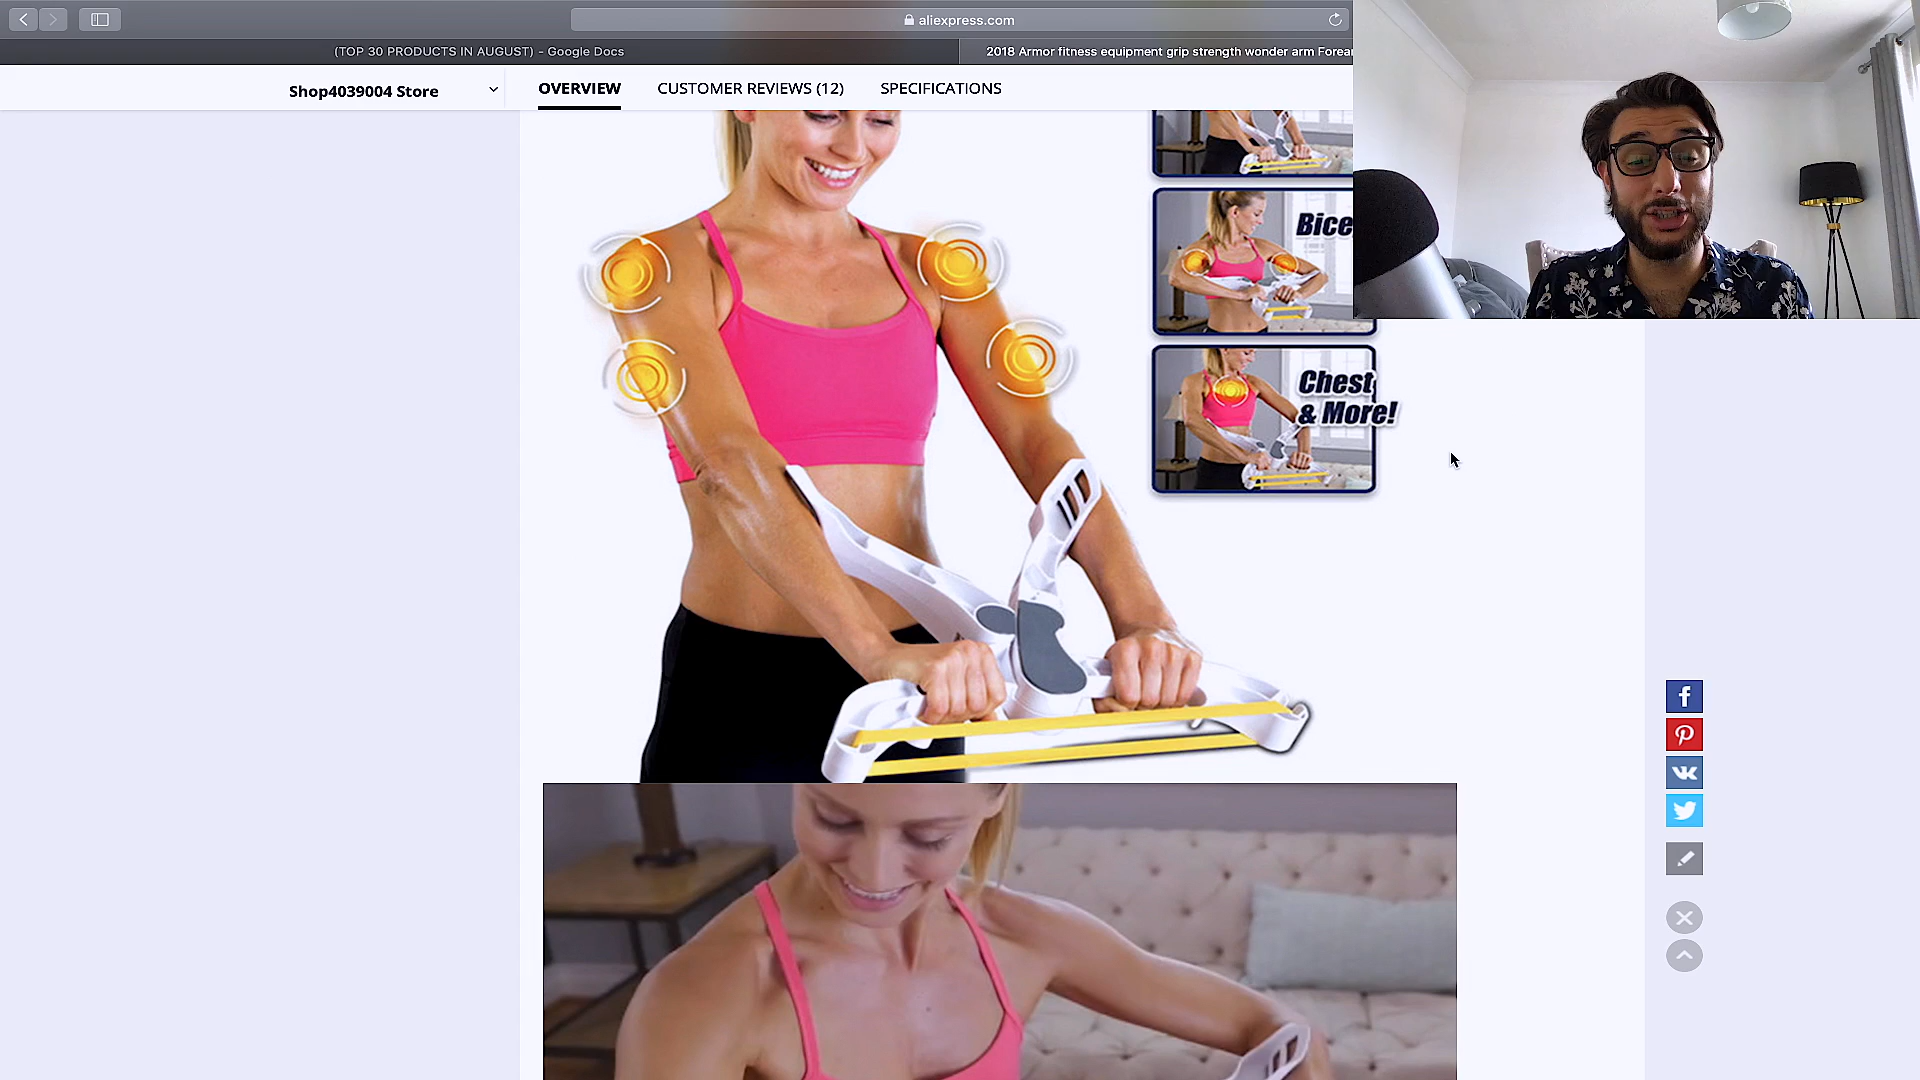 aliexpress.com
(TOP 30 PRODUCTS IN AUGUST) - Google Docs
2018 Armor fitness equipment grip strength wonder arm Forear
Shop4039004 Store
OVERVIEW
CUSTOMER REVIEWS (12)
SPECIFICATIONS
Bice
Chest
& More!